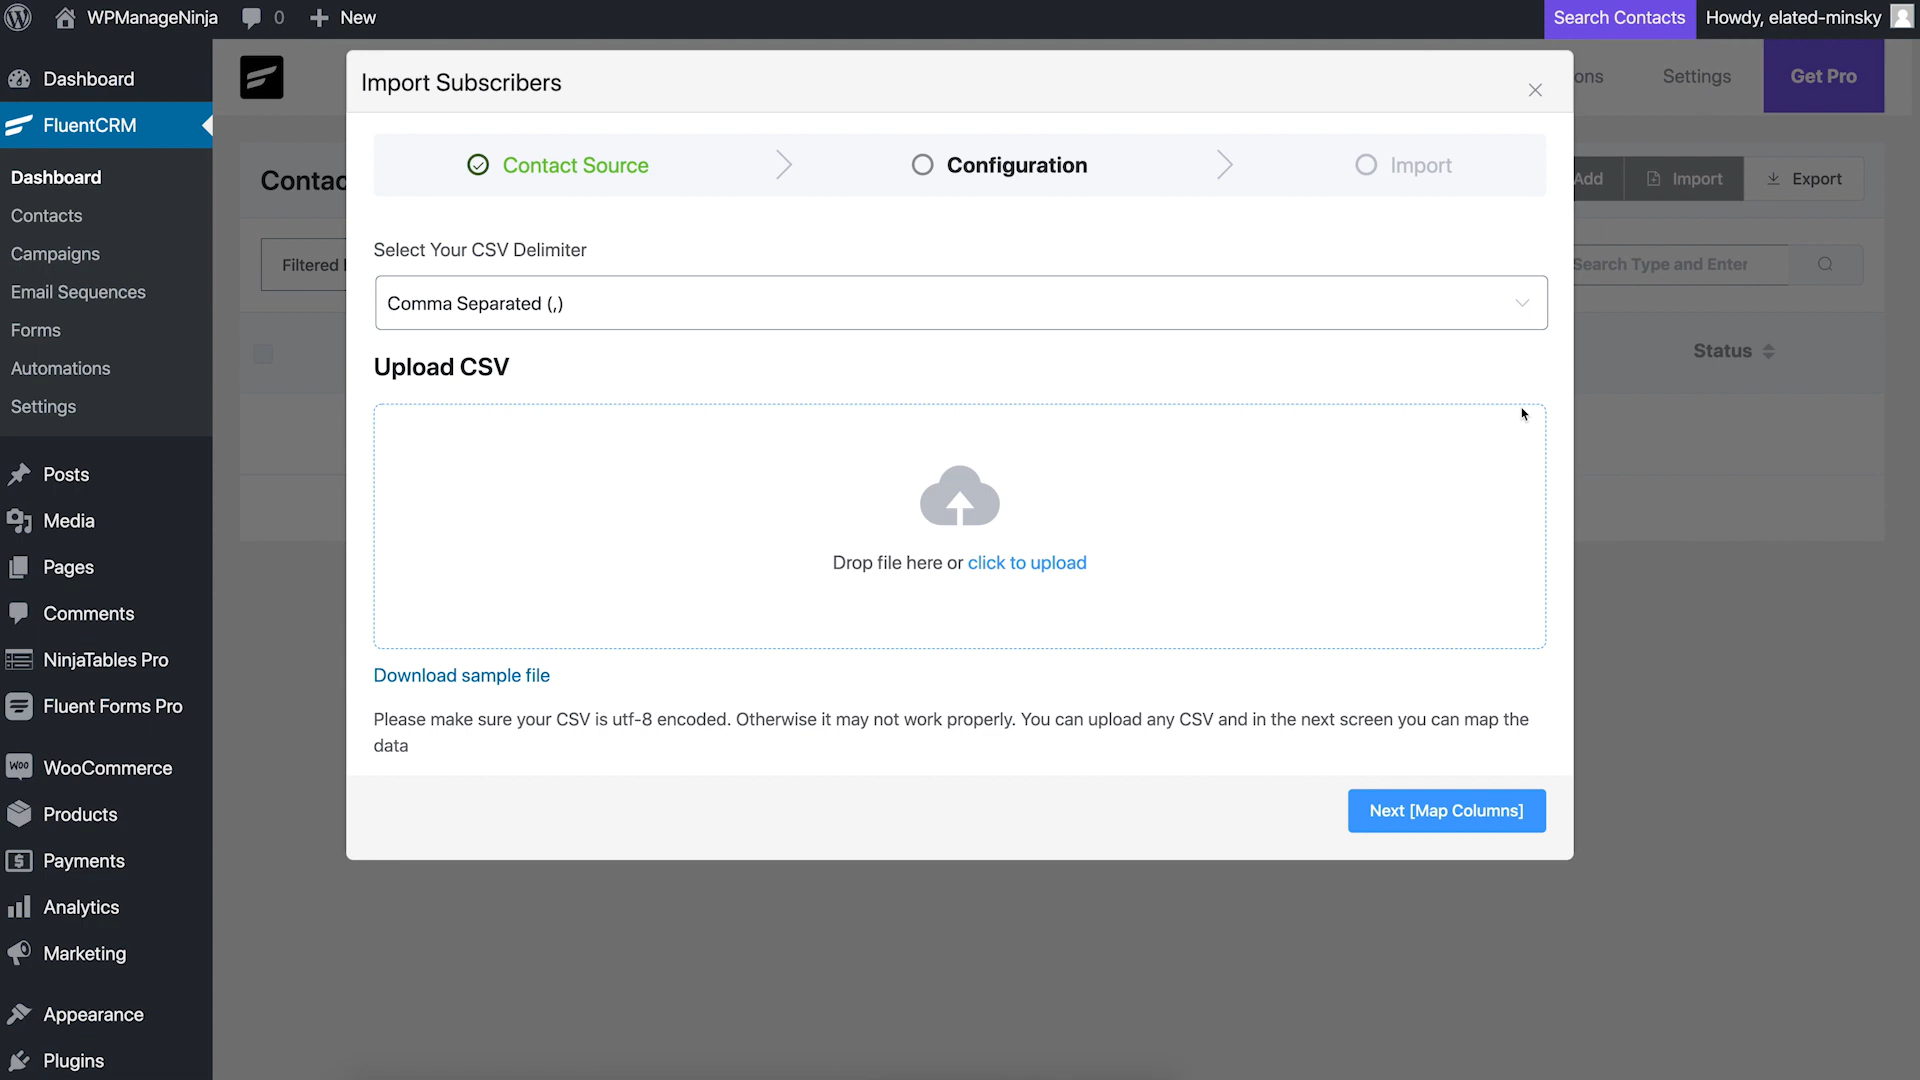 WPManageNinja
0
New
Search Contacts
Howdy, elated-minsky
Dashboard
FluentCRM
Dashboard
Contacts
Campaigns
Email Sequences
Forms
Automations
Settings
Posts
Media
Pages
Comments
NinjaTables Pro
Fluent Forms Pro
WooCommerce
Products
Payments
Analytics
Marketing
Appearance
Plugins
Settings
Get Pro
Add
Import
Export
Filtered
Search Type and Enter
Status
Import Subscribers
Contact Source
Configuration
Import
Select Your CSV Delimiter
Comma Separated (,)
Upload CSV
Drop file here or click to upload
Download sample file
Please make sure your CSV is utf-8 encoded. Otherwise it may not work properly. You can upload any CSV and in the next screen you can map the
data
Next [Map Columns]